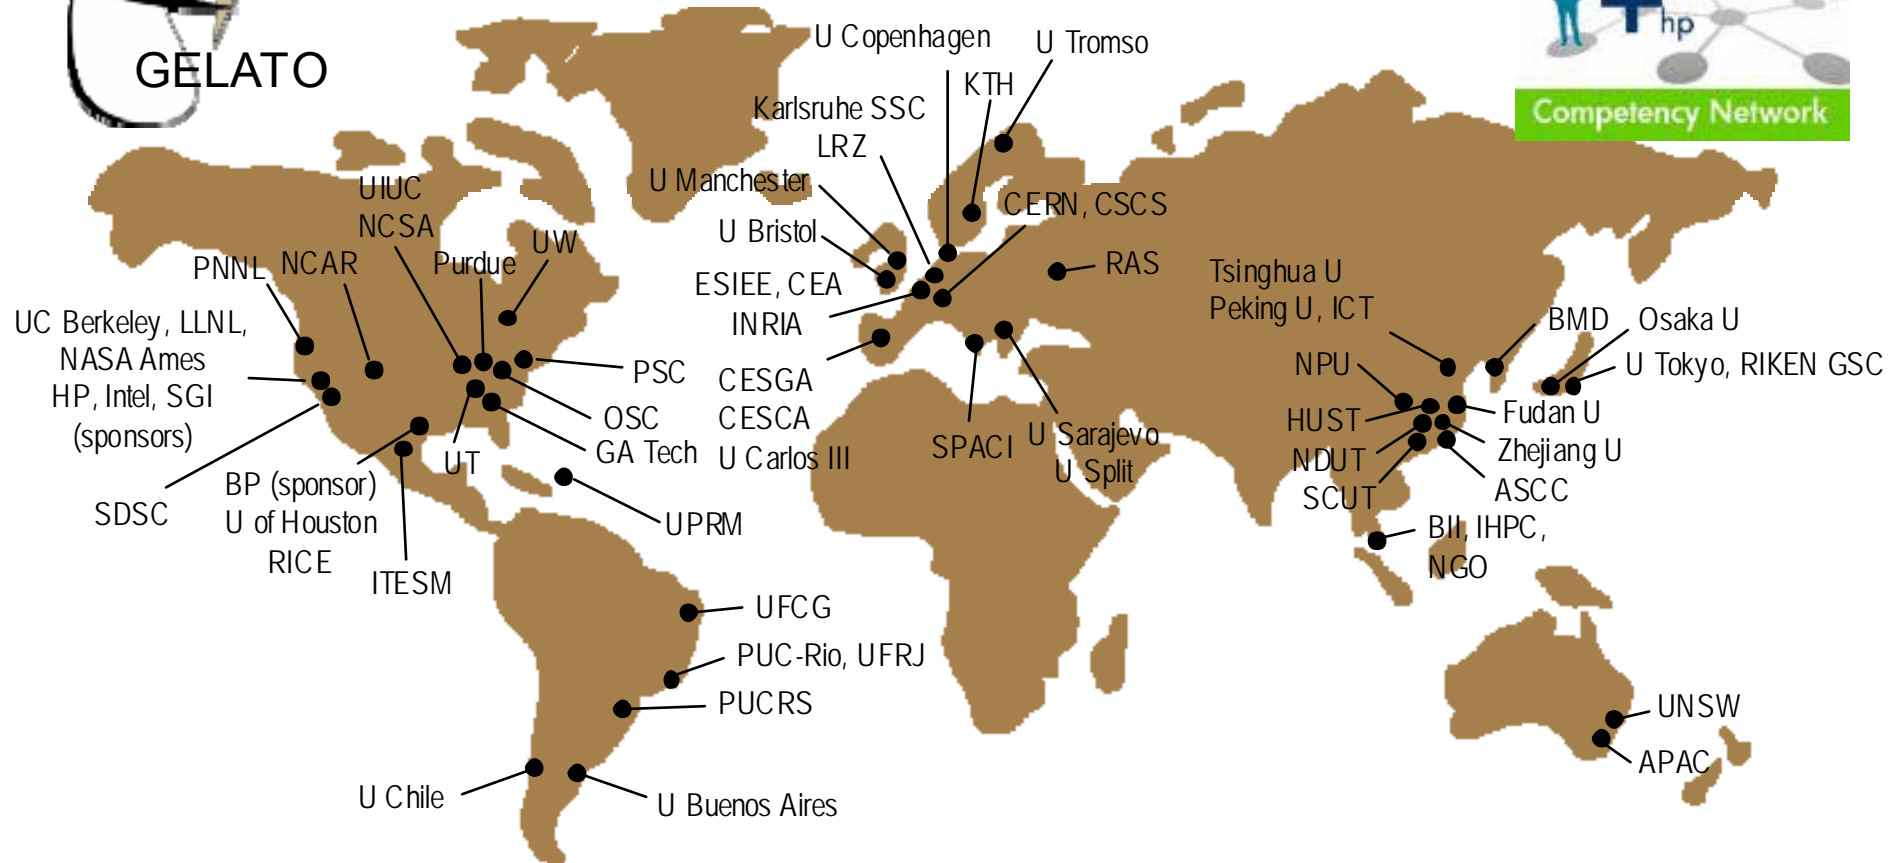 GELATO
hp
Competency Network
U Copenhagen
U Tromso
KTH
Karlsruhe SSC
LRZ
U Manchester
U Bristol
CERN, CSCS
ESIEE, CEA
INRIA
RAS
CESGA
CESCA
U Carlos III
SPACI
U Sarajevo
U Split
UIUC
NCSA
UW
Purdue
PNNL
NCAR
UC Berkeley, LLNL,
NASA Ames
HP, Intel, SGI
(sponsors)
SDSC
PSC
OSC
GA Tech
UT
BP (sponsor)
U of Houston
RICE
ITESM
UPRM
UFCG
PUC-Rio, UFRJ
PUCRS
U Chile
U Buenos Aires
Tsinghua U
Peking U, ICT
BMD
Osaka U
U Tokyo, RIKEN GSC
NPU
HUST
Fudan U
NDUT
Zhejiang U
SCUT
ASCC
BII, IHPC,
NGO
UNSW
APAC